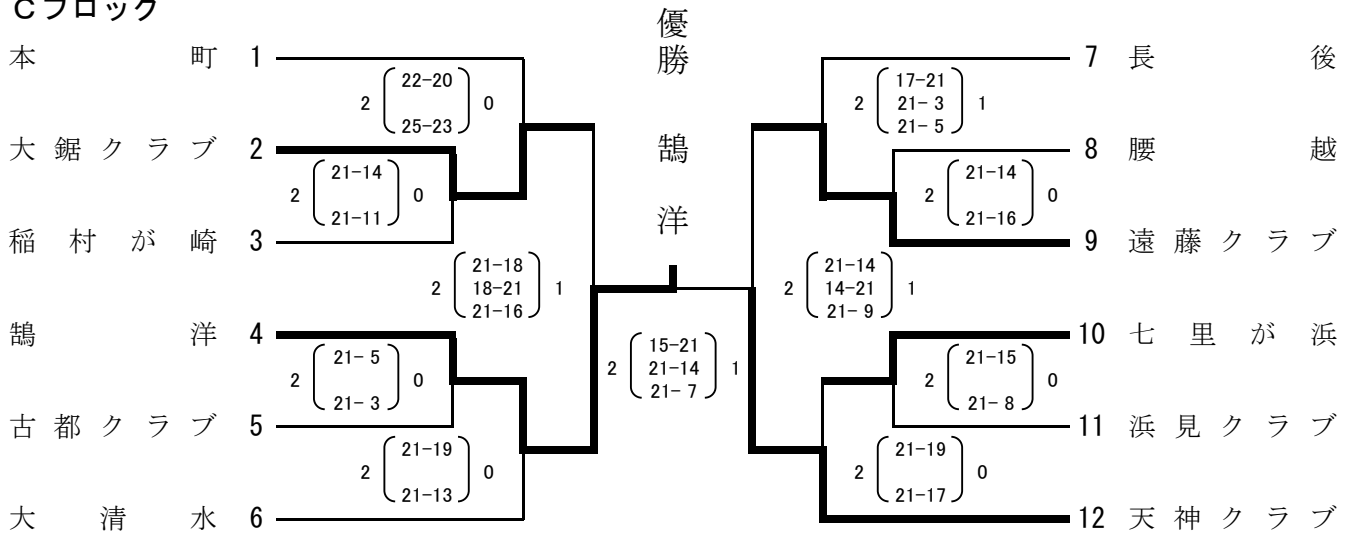 Cブロック
優勝 鵠洋
本町 1
2 22-20 25-23 0
大鋸クラブ 2
2 21-14 21-11 0
稲村が崎 3
2 21-18 18-21 21-16 1
鵠洋 4
2 21-5 21-3 0
古都クラブ 5
2 21-19 21-13 0
大清水 6
2 15-21 21-14 21-7 1
7 長後
2 17-21 21-3 21-5 1
8 腰越
2 21-14 21-16 0
9 遠藤クラブ
2 21-14 14-21 21-9 1
10 七里が浜
2 21-15 21-8 0
11 浜見クラブ
2 21-19 21-17 0
12 天神クラブ